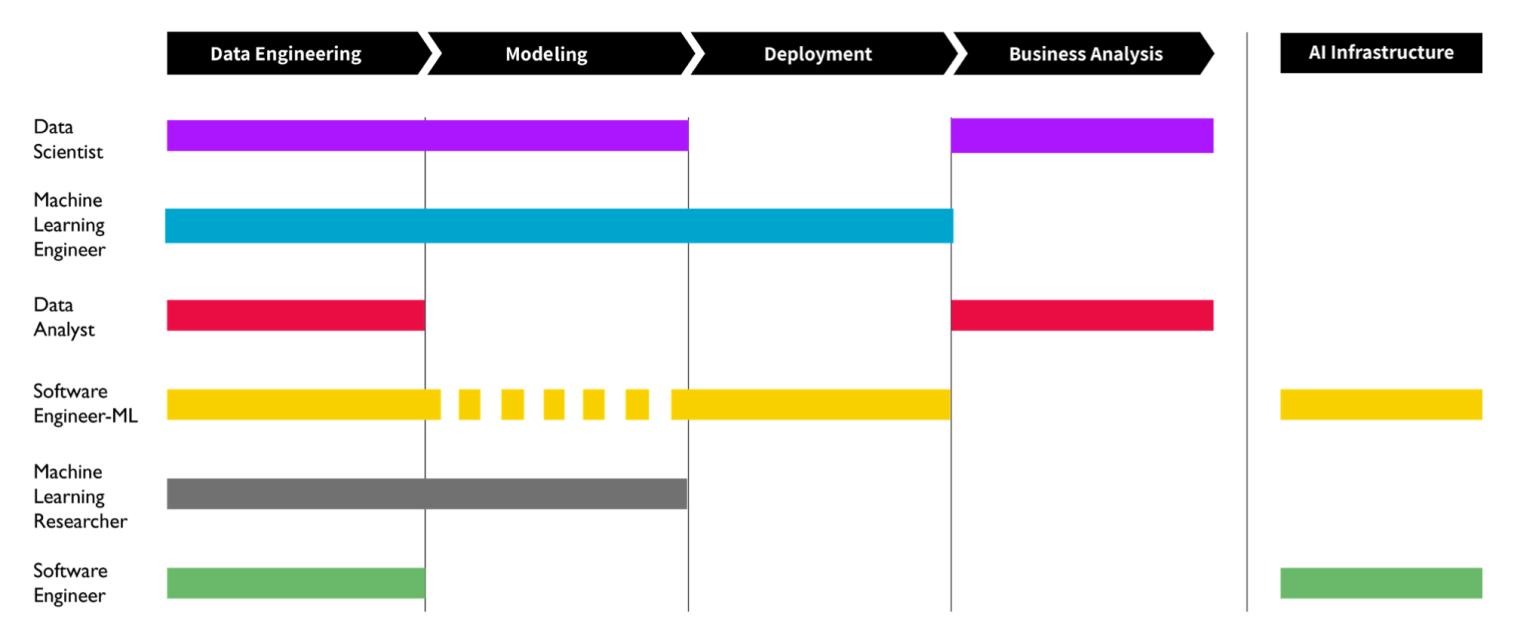 Data Engineering
Modeling
Deployment
Business Analysis
AI Infrastructure
Data
Scientist
Machine
Learning
Engineer
Data
Analyst
Software
Engineer-ML
Machine
Learning
Researcher
Software
Engineer